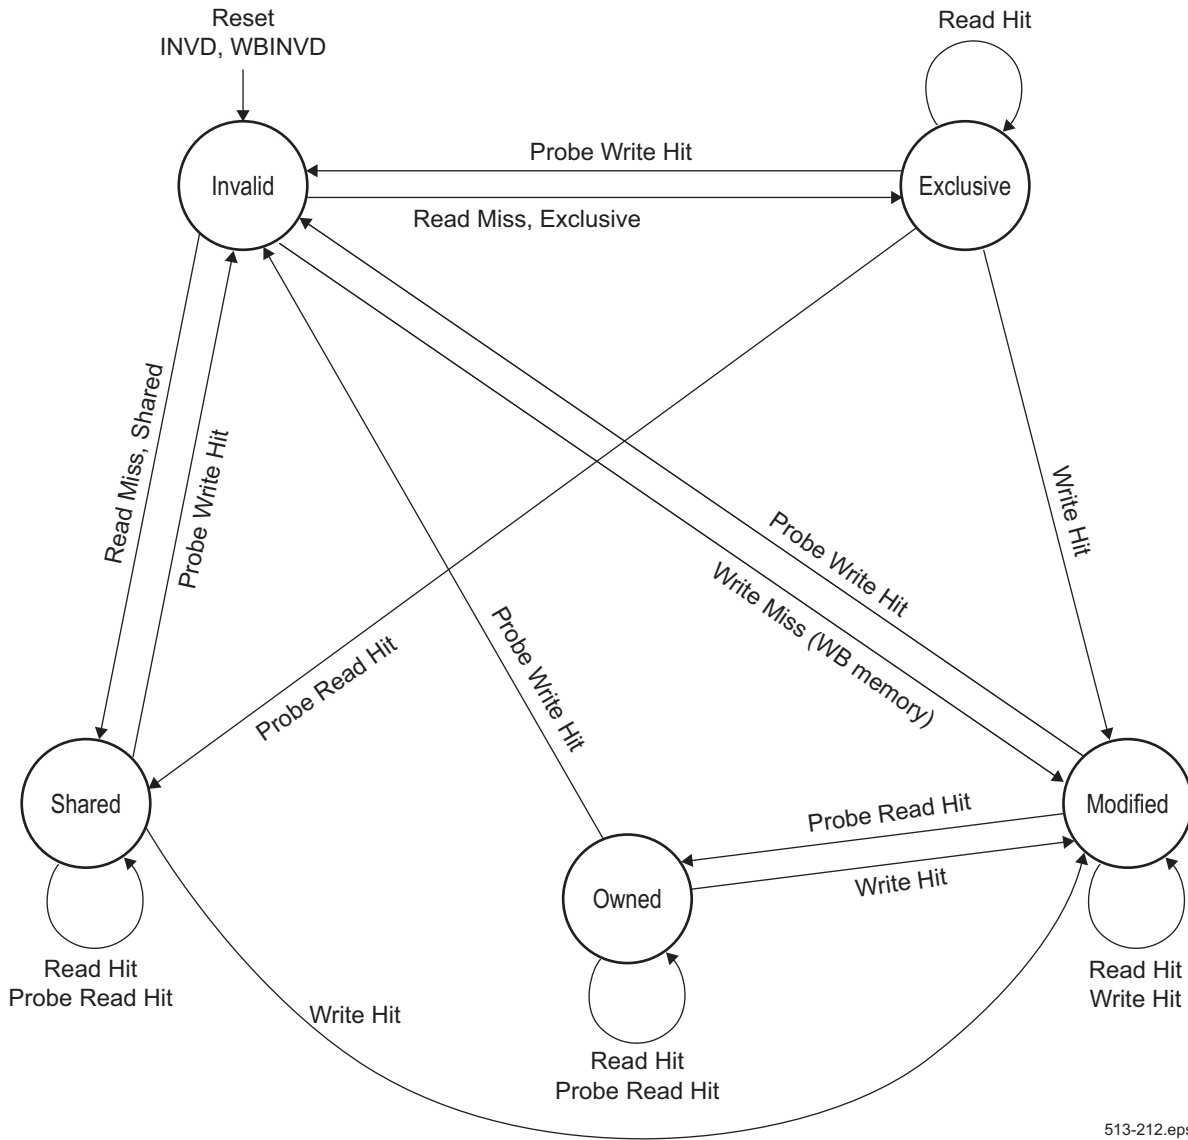 Reset
INVD, WBINVD
Read Hit
Invalid
Probe Write Hit
Exclusive
Read Miss, Exclusive
Read Miss, Shared
Probe Write Hit
Write Hit
Probe Write Hit
Write Miss (WB memory)
Probe Write Hit
Probe Read Hit
Shared
Modified
Probe Read Hit
Write Hit
Owned
Read Hit
Probe Read Hit
Read Hit
Write Hit
Write Hit
Read Hit
Probe Read Hit
513-212.eps